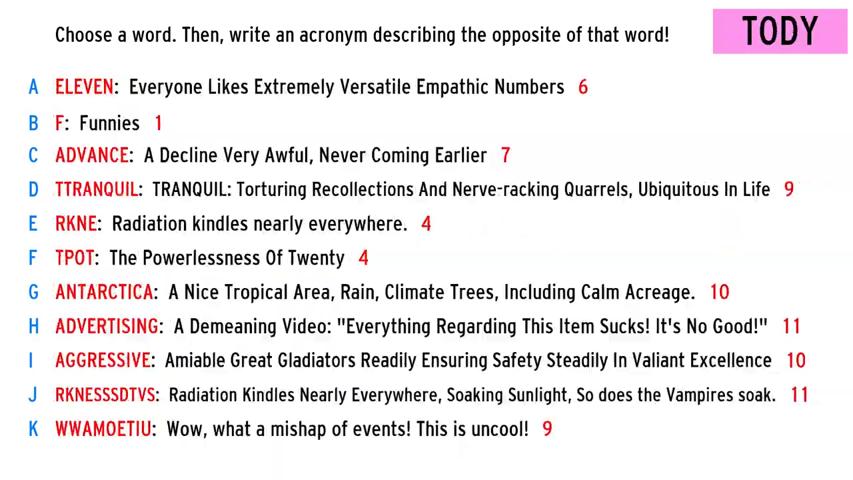 Choose a word. Then, write an acronym describing the opposite of that word!
TODY
A ELEVEN: Everyone Likes Extremely Versatile Empathic Numbers 6
B F: Funnies 1
C ADVANCE: A Decline Very Awful, Never Coming Earlier 7
D TTRANQUIL: TRANQUIL: Torturing Recollections And Nerve-racking Quarrels, Ubiquitous In Life 9
E RKNE: Radiation kindles nearly everywhere. 4
F TPOT: The Powerlessness Of Twenty 4
G ANTARCTICA: A Nice Tropical Area, Rain, Climate Trees, Including Calm Acreage. 10
H ADVERTISING: A Demeaning Video: "Everything Regarding This Item Sucks! It's No Good!" 11
I AGGRESSIVE: Amiable Great Gladiators Readily Ensuring Safety Steadily In Valiant Excellence 10
J RKNESSSDTVS: Radiation Kindles Nearly Everywhere, Soaking Sunlight, So does the Vampires soak. 11
K WWAMOETIU: Wow, what a mishap of events! This is uncool! 9